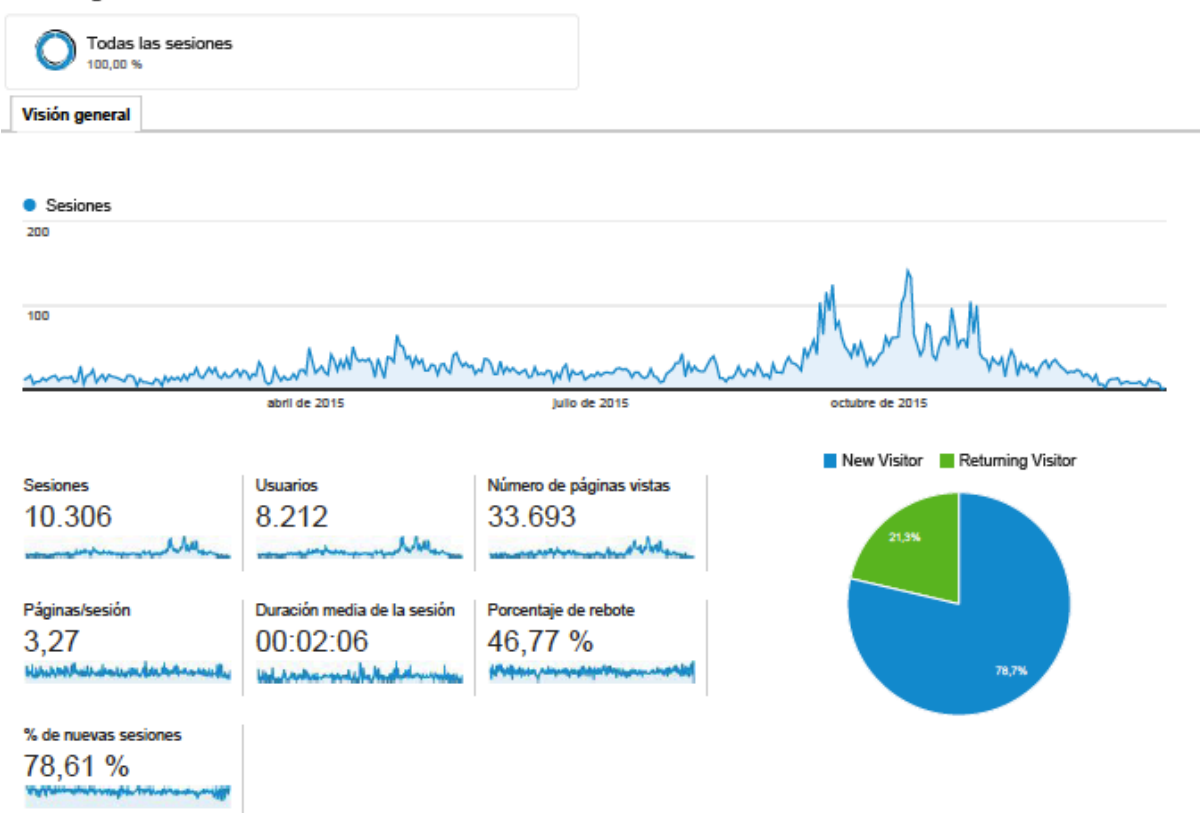 Todas las sesiones
100,00 %
Visión general
Sesiones
200
100
abril de 2015
julio de 2015
octubre de 2015
New Visitor
Returning Visitor
Sesiones
10.306
Usuarios
8.212
Número de páginas vistas
33.693
21,3%
78,7%
Páginas/sesión
3,27
Duración media de la sesión
00:02:06
Porcentaje de rebote
46,77 %
% de nuevas sesiones
78,61 %